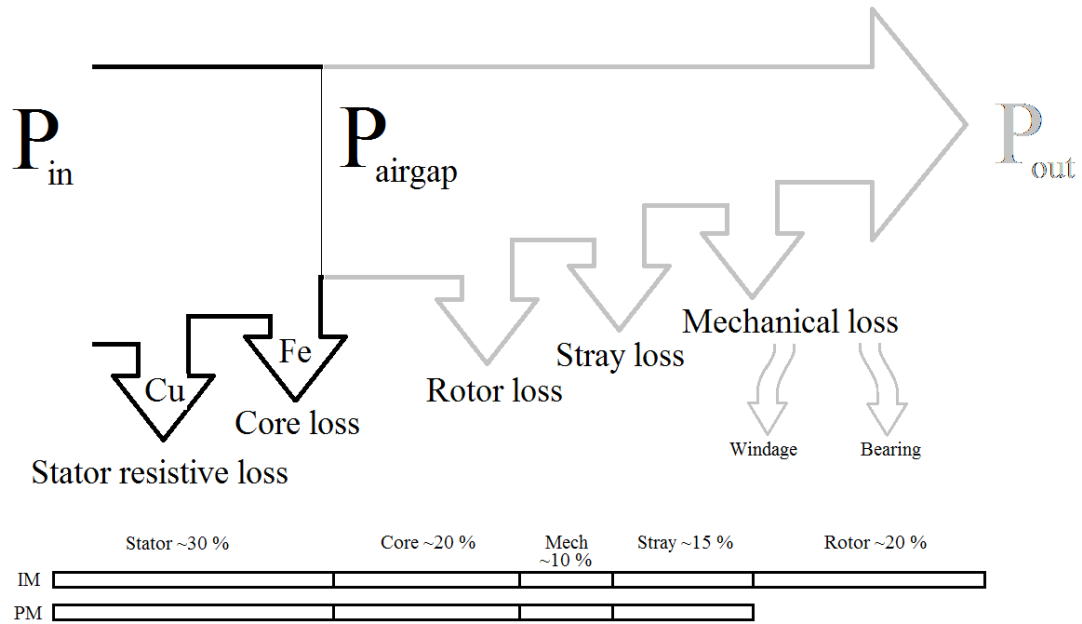 P in
P airgap
P out
Cu
Fe
Stator resistive loss
Core loss
Rotor loss
Stray loss
Mechanical loss
Windage
Bearing
Stator ~30 %
Core ~20 %
Mech
~10 %
Stray ~15 %
Rotor ~20 %
IM
PM